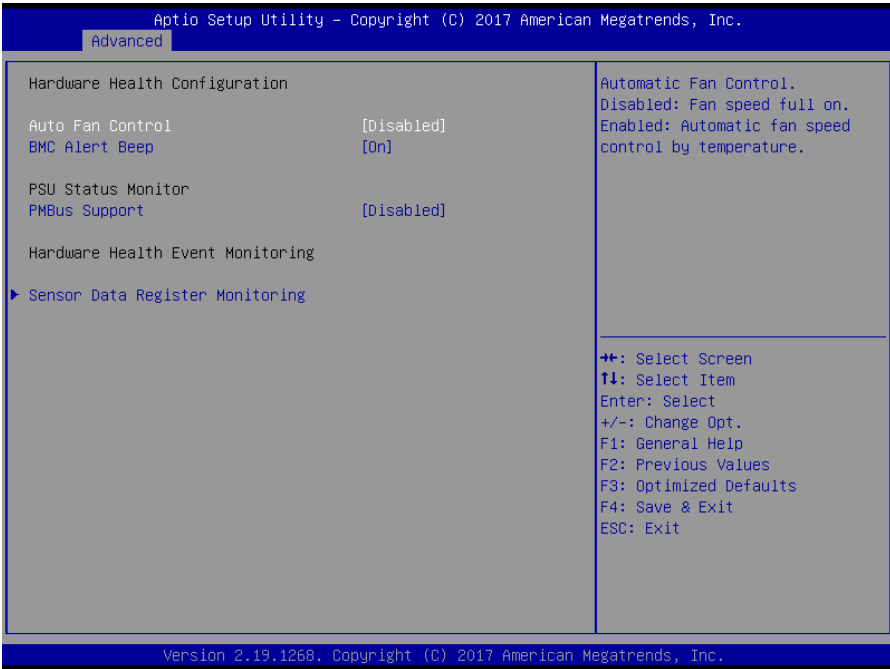 Aptio Setup Utility – Copyright (C) 2017 American Megatrends, Inc.
Advanced
Hardware Health Configuration
Auto Fan Control [Disabled]
BMC Alert Beep [On]
PSU Status Monitor
PMBus Support [Disabled]
Hardware Health Event Monitoring
Sensor Data Register Monitoring
Automatic Fan Control.
Disabled: Fan speed full on.
Enabled: Automatic fan speed
control by temperature.
→←: Select Screen
↑↓: Select Item
Enter: Select
+/-: Change Opt.
F1: General Help
F2: Previous Values
F3: Optimized Defaults
F4: Save & Exit
ESC: Exit
Version 2.19.1268. Copyright (C) 2017 American Megatrends, Inc.